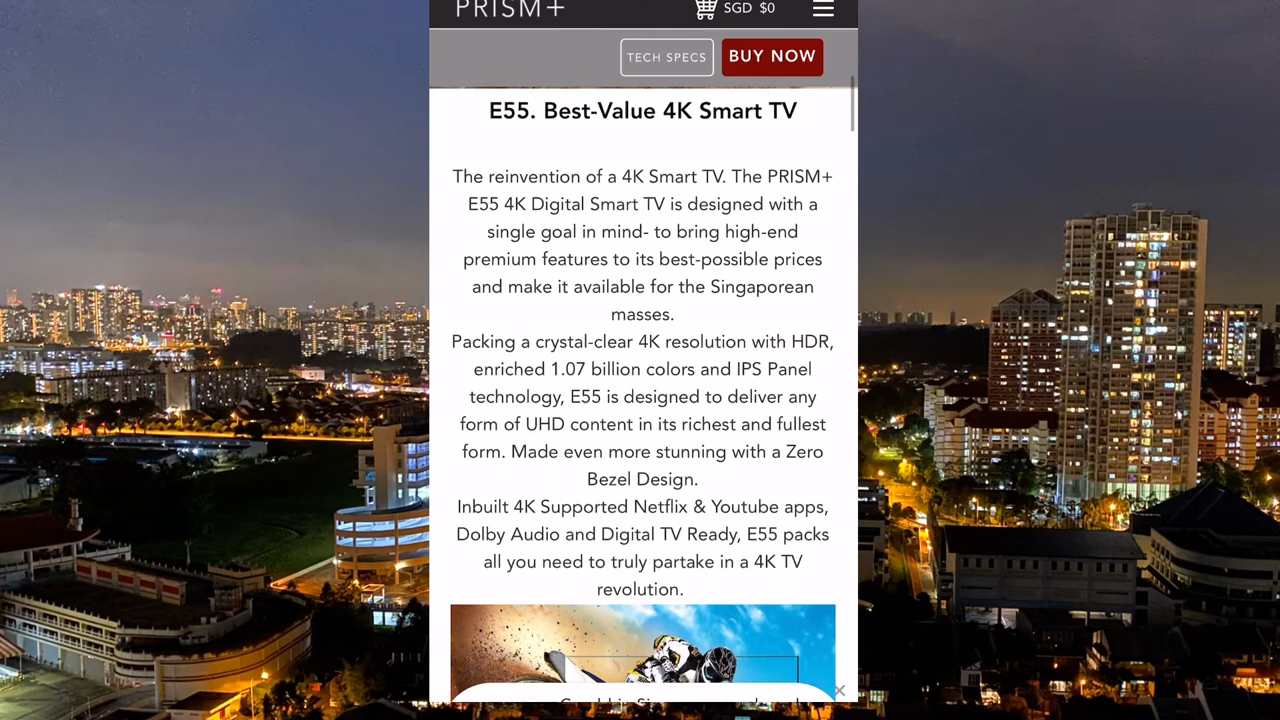 PRISM+
SGD $0
TECH SPECS
BUY NOW
E55. Best-Value 4K Smart TV
The reinvention of a 4K Smart TV. The PRISM+
E55 4K Digital Smart TV is designed with a
single goal in mind- to bring high-end
premium features to its best-possible prices
and make it available for the Singaporean
masses.
Packing a crystal-clear 4K resolution with HDR,
enriched 1.07 billion colors and IPS Panel
technology, E55 is designed to deliver any
form of UHD content in its richest and fullest
form. Made even more stunning with a Zero
Bezel Design.
Inbuilt 4K Supported Netflix & Youtube apps,
Dolby Audio and Digital TV Ready, E55 packs
all you need to truly partake in a 4K TV
revolution.